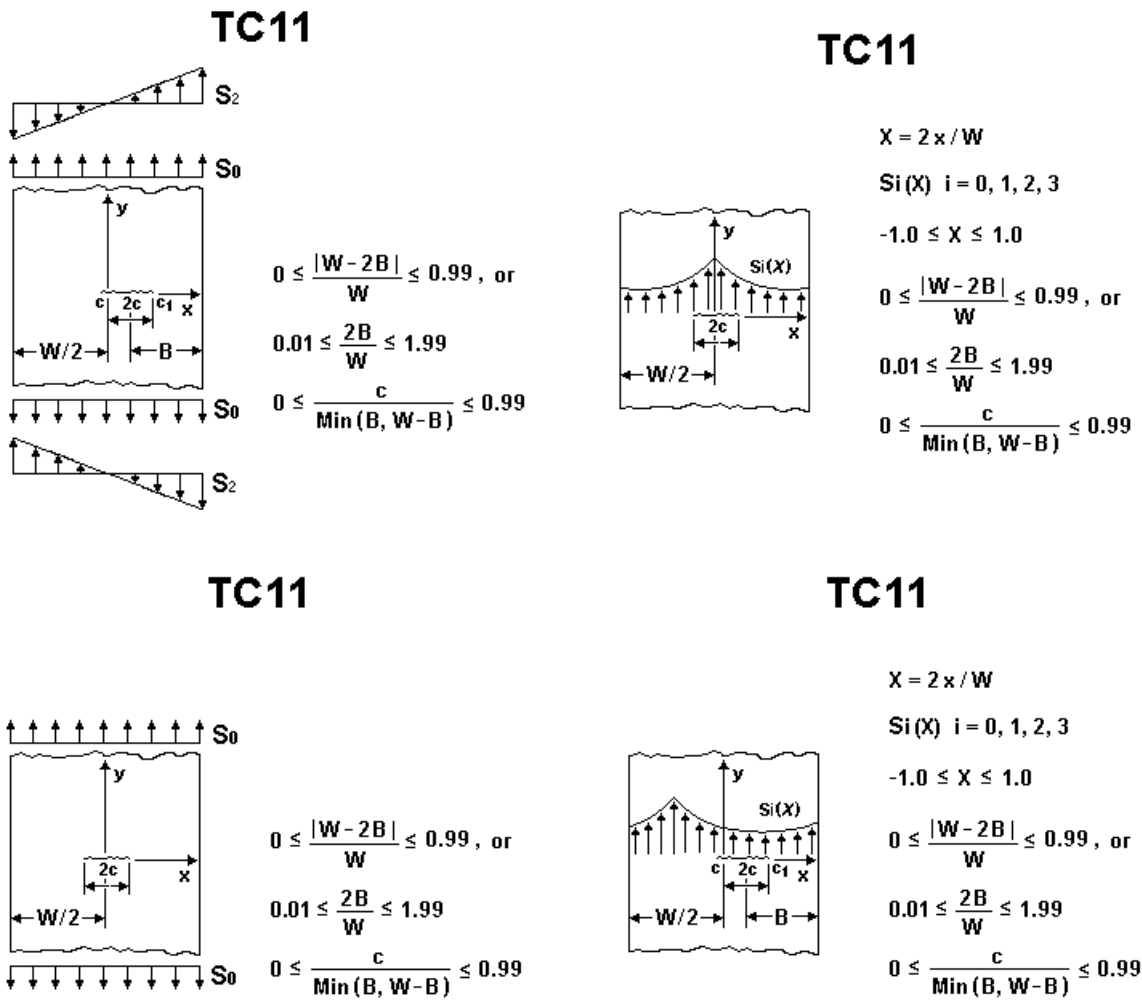 TC11
S2
S0
y
c 2c c1 x
W/2 B
S0
S2
0 ≤ |W - 2B| / W ≤ 0.99 , or
0.01 ≤ 2B / W ≤ 1.99
0 ≤ c / Min (B, W-B) ≤ 0.99
TC11
y
Si(X)
2c x
W/2
X = 2 x / W
Si (X) i = 0, 1, 2, 3
-1.0 ≤ X ≤ 1.0
0 ≤ |W - 2B| / W ≤ 0.99 , or
0.01 ≤ 2B / W ≤ 1.99
0 ≤ c / Min (B, W-B) ≤ 0.99
TC11
S0
y
2c x
W/2
S0
0 ≤ |W - 2B| / W ≤ 0.99 , or
0.01 ≤ 2B / W ≤ 1.99
0 ≤ c / Min (B, W-B) ≤ 0.99
TC11
y
Si(X)
c 2c c1 x
W/2 B
X = 2 x / W
Si (X) i = 0, 1, 2, 3
-1.0 ≤ X ≤ 1.0
0 ≤ |W - 2B| / W ≤ 0.99 , or
0.01 ≤ 2B / W ≤ 1.99
0 ≤ c / Min (B, W-B) ≤ 0.99